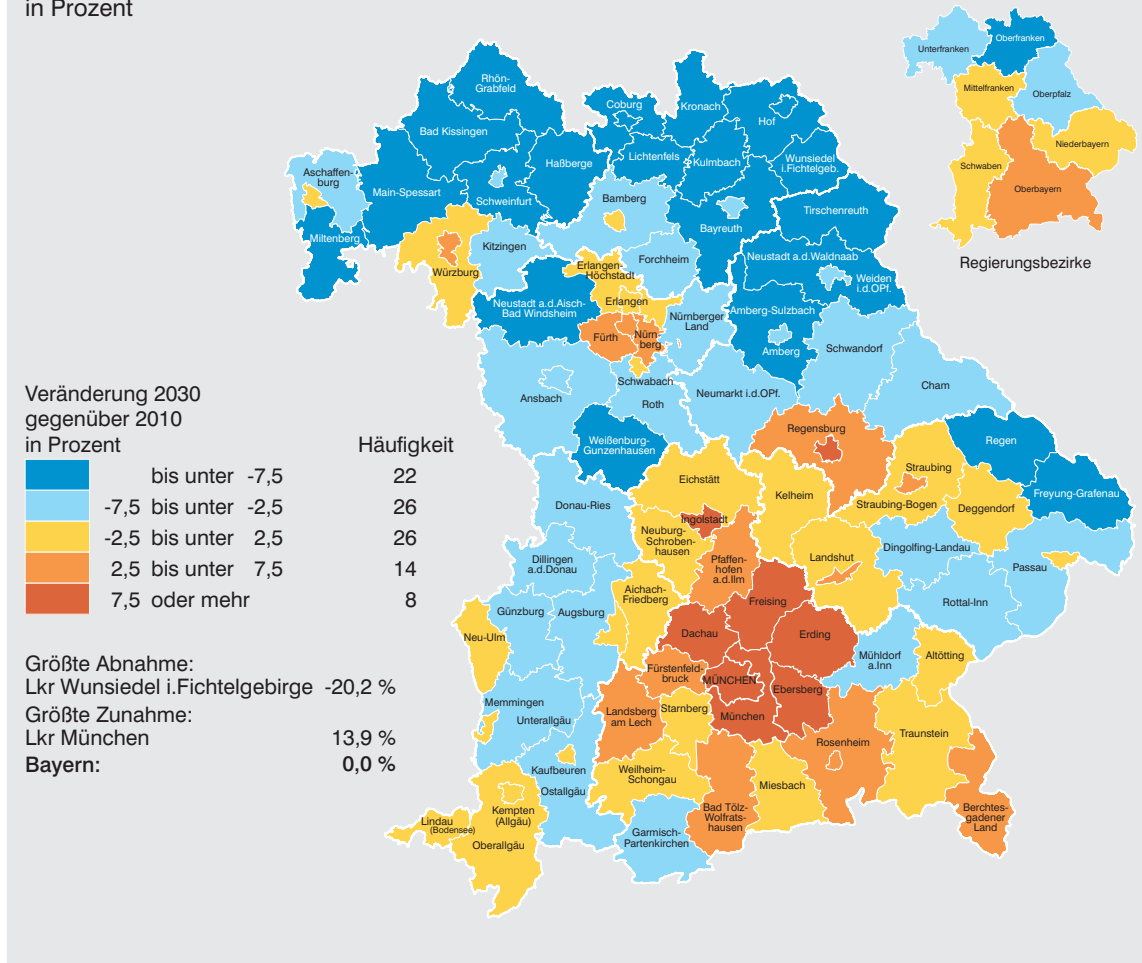 in Prozent
Unterfranken
Oberfranken
Mittelfranken
Oberpfalz
Niederbayern
Schwaben
Oberbayern
Regierungsbezirke
Rhön-
Grabfeld
Coburg
Kronach
Hof
Bad Kissingen
Lichtenfels
Kulmbach
Wunsiedel
i.Fichtelgeb.
Haßberge
Aschaffen-
burg
Main-Spessart
Schweinfurt
Bamberg
Bayreuth
Tirschenreuth
Miltenberg
Kitzingen
Würzburg
Forchheim
Neustadt a.d.Waldnaab
Erlangen-
Höchstadt
Weiden
i.d.OPf.
Neustadt a.d.Aisch-
Bad Windsheim
Erlangen
Nürnberger
Land
Amberg-Sulzbach
Fürth
Nürn-
berg
Amberg
Schwandorf
Ansbach
Schwabach
Roth
Neumarkt i.d.OPf.
Cham
Weißenburg-
Gunzenhausen
Regensburg
Regen
Freyung-Grafenau
Straubing
Straubing-Bogen
Deggendorf
Eichstätt
Kelheim
Donau-Ries
Ingolstadt
Neuburg-
Schroben-
hausen
Pfaffen-
hofen
a.d.Ilm
Landshut
Dingolfing-Landau
Passau
Rottal-Inn
Dillingen
a.d.Donau
Aichach-
Friedberg
Freising
Günzburg
Augsburg
Dachau
Erding
Neu-Ulm
Mühldorf
a.Inn
Altötting
Fürstenfeld-
bruck
MÜNCHEN
Ebersberg
Landsberg
am Lech
Starnberg
München
Memmingen
Unterallgäu
Rosenheim
Traunstein
Kaufbeuren
Ostallgäu
Weilheim-
Schongau
Miesbach
Bad Tölz-
Wolfrats-
hausen
Berchtes-
gadener
Land
Kempten
(Allgäu)
Lindau
(Bodensee)
Oberallgäu
Garmisch-
Partenkirchen
Veränderung 2030
gegenüber 2010
in Prozent Häufigkeit
bis unter -7,5 22
-7,5 bis unter -2,5 26
-2,5 bis unter 2,5 26
2,5 bis unter 7,5 14
7,5 oder mehr 8
Größte Abnahme:
Lkr Wunsiedel i.Fichtelgebirge -20,2 %
Größte Zunahme:
Lkr München 13,9 %
Bayern: 0,0 %